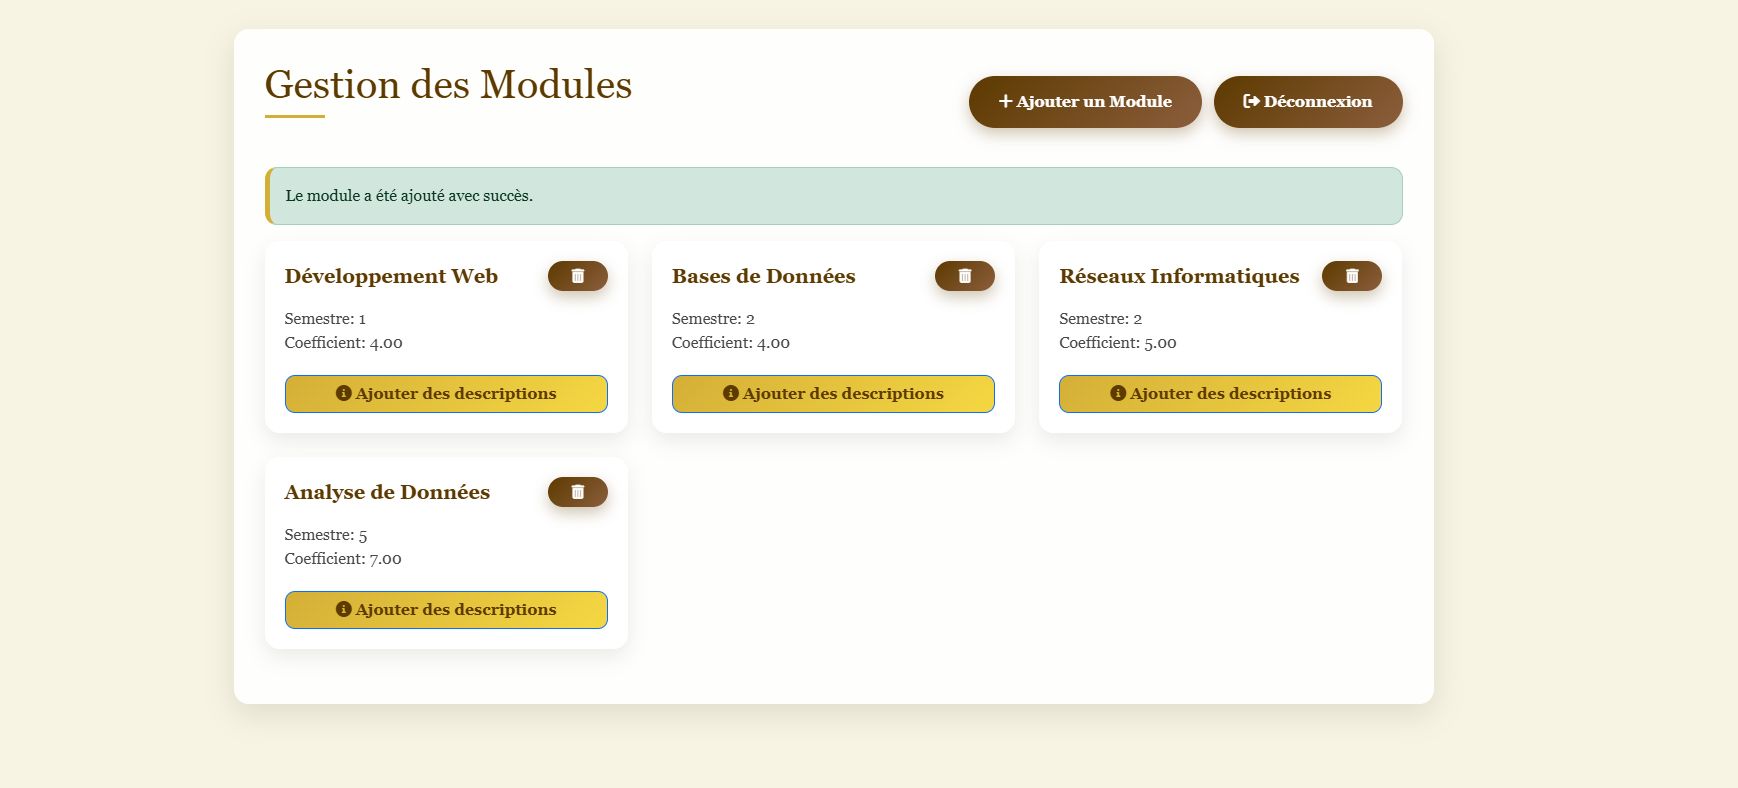 Gestion des Modules
Ajouter un Module
Déconnexion
Le module a été ajouté avec succès.
Développement Web
Semestre: 1
Coefficient: 4.00
Ajouter des descriptions
Bases de Données
Semestre: 2
Coefficient: 4.00
Ajouter des descriptions
Réseaux Informatiques
Semestre: 2
Coefficient: 5.00
Ajouter des descriptions
Analyse de Données
Semestre: 5
Coefficient: 7.00
Ajouter des descriptions